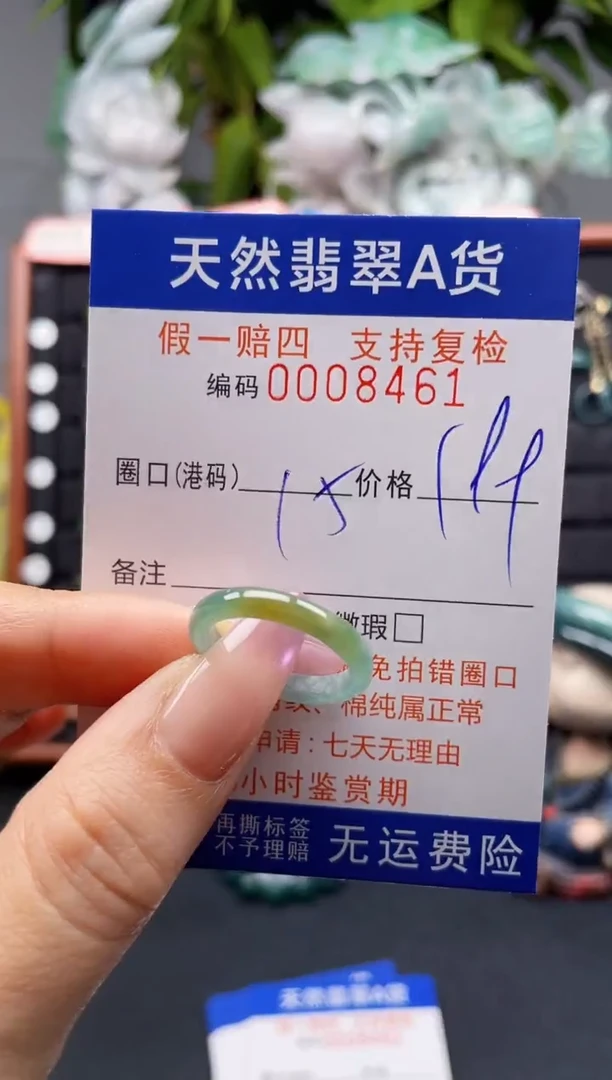 天然翡翠A货
假一赔四 支持复检
编码 0008461
圈口(港码) 15 价格
备注
微瑕□
免拍错圈口
棉纯属正常
申请:七天无理由
小时鉴赏期
再撕标签
不予理赔 无运费险
天然翡翠A货